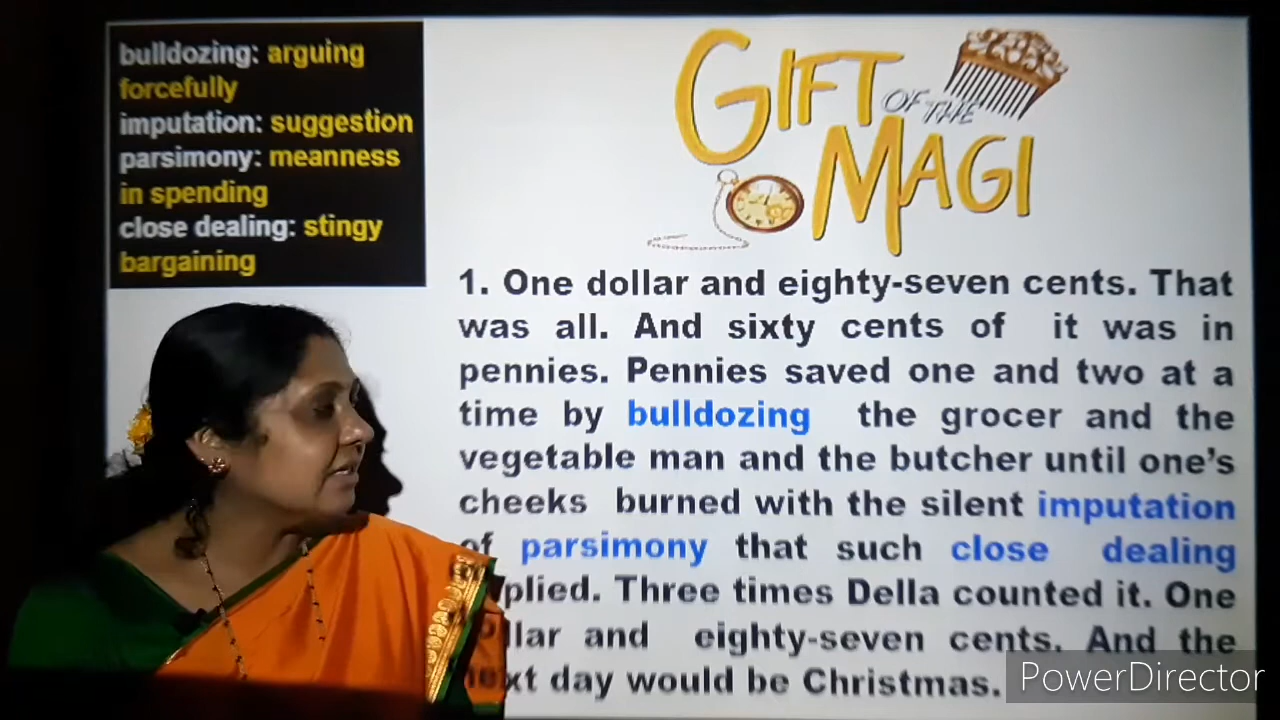 bulldozing: arguing
forcefully
imputation: suggestion
parsimony: meanness
in spending
close dealing: stingy
bargaining
GIFT
OF THE
MAGI
1. One dollar and eighty-seven cents. That
was all. And sixty cents of it was in
pennies. Pennies saved one and two at a
time by bulldozing the grocer and the
vegetable man and the butcher until one's
cheeks burned with the silent imputation
of parsimony that such close dealing
plied. Three times Della counted it. One
llar and eighty-seven cents. And the
next day would be Christmas.
PowerDirector